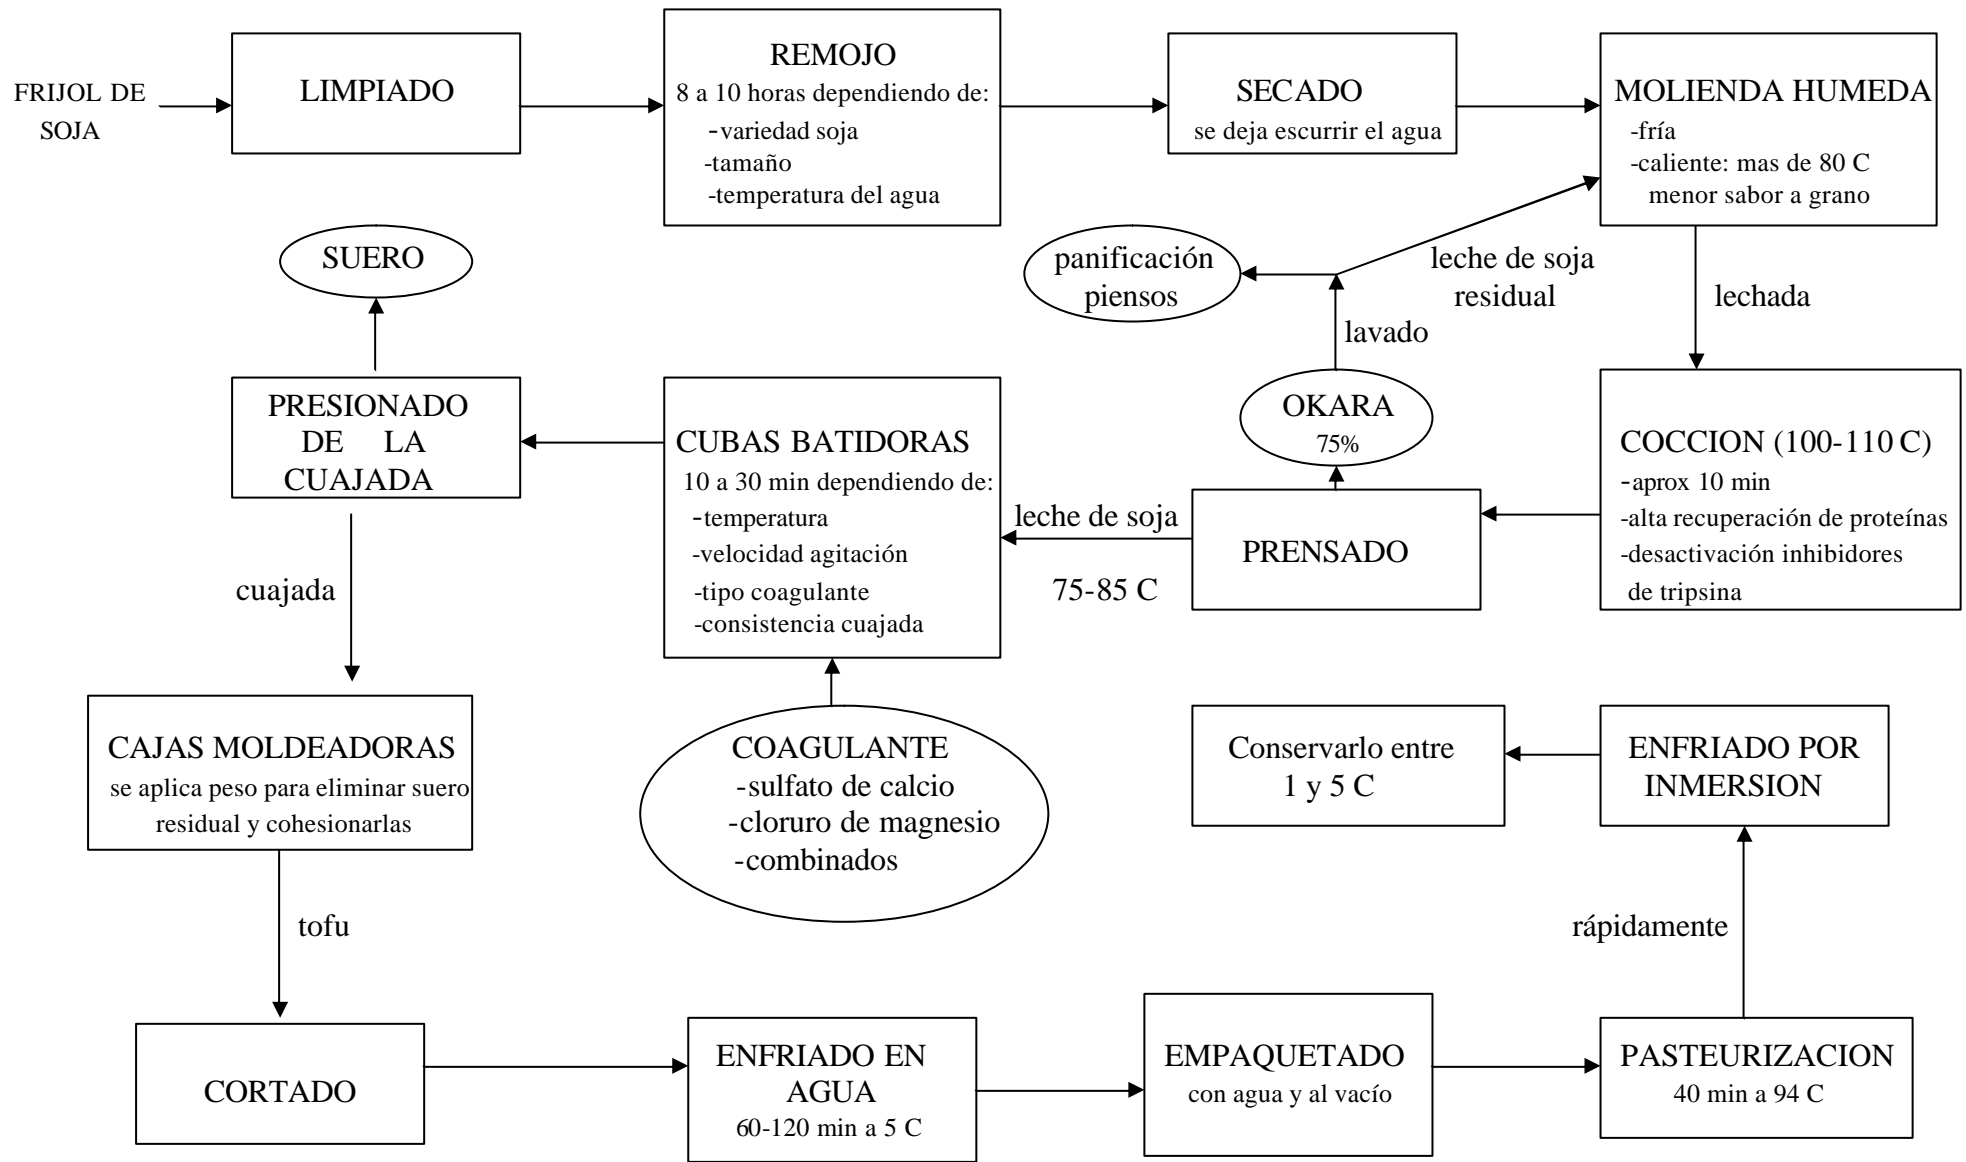 FRIJOL DE
SOJA
LIMPIADO
REMOJO
8 a 10 horas dependiendo de:
-variedad soja
-tamaño
-temperatura del agua
SECADO
se deja escurrir el agua
MOLIENDA HUMEDA
-fría
-caliente: mas de 80 C
menor sabor a grano
SUERO
panificación
piensos
leche de soja
residual
lechada
lavado
PRESIONADO
DE LA
CUAJADA
CUBAS BATIDORAS
10 a 30 min dependiendo de:
-temperatura
-velocidad agitación
-tipo coagulante
-consistencia cuajada
leche de soja
75-85 C
OKARA
75%
PRENSADO
COCCION (100-110 C)
-aprox 10 min
-alta recuperación de proteínas
-desactivación inhibidores
de tripsina
cuajada
CAJAS MOLDEADORAS
se aplica peso para eliminar suero
residual y cohesionarlas
COAGULANTE
-sulfato de calcio
-cloruro de magnesio
-combinados
Conservarlo entre
1 y 5 C
ENFRIADO POR
INMERSION
tofu
rápidamente
CORTADO
ENFRIADO EN
AGUA
60-120 min a 5 C
EMPAQUETADO
con agua y al vacío
PASTEURIZACION
40 min a 94 C